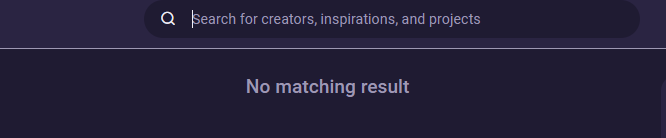 Search for creators, inspirations, and projects
No matching result